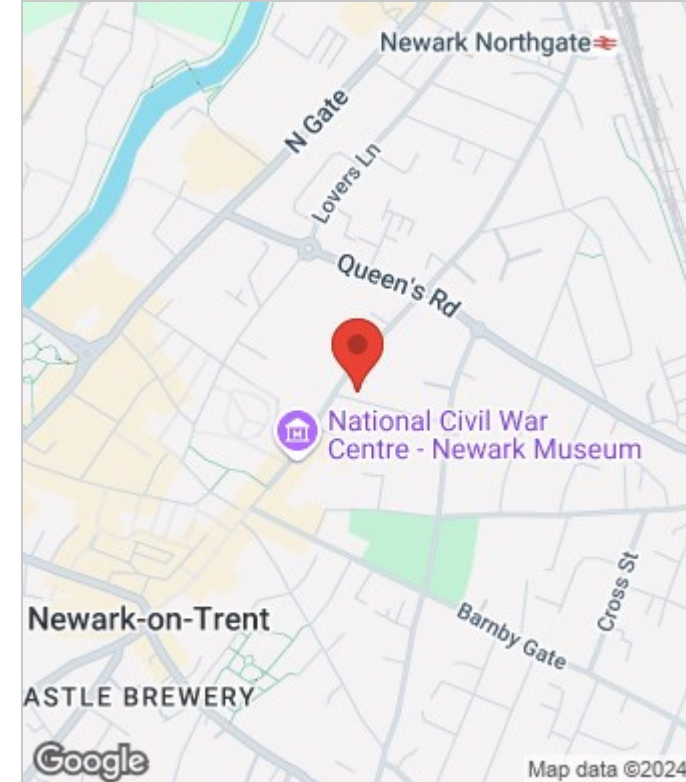 Newark Northgate
N Gate
Lovers Ln
Queen's Rd
National Civil War
Centre - Newark Museum
Cross St
Newark-on-Trent
Barnby Gate
ASTLE BREWERY
Google
Map data ©2024